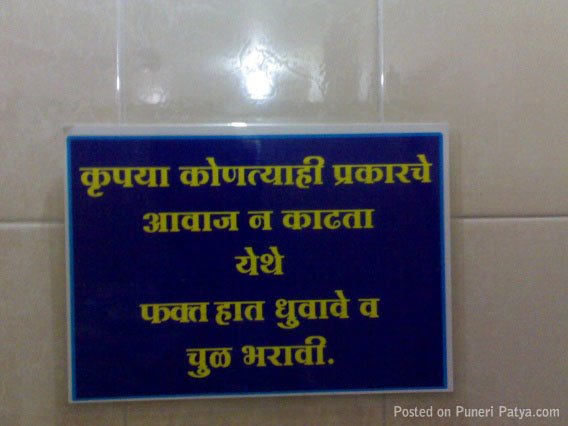 कृपया कोणत्याही प्रकारचे
आवाज न काढता
येथे
फक्त हात धुवावे व
चुळ भरावी.
Posted on Puneri Patya.com